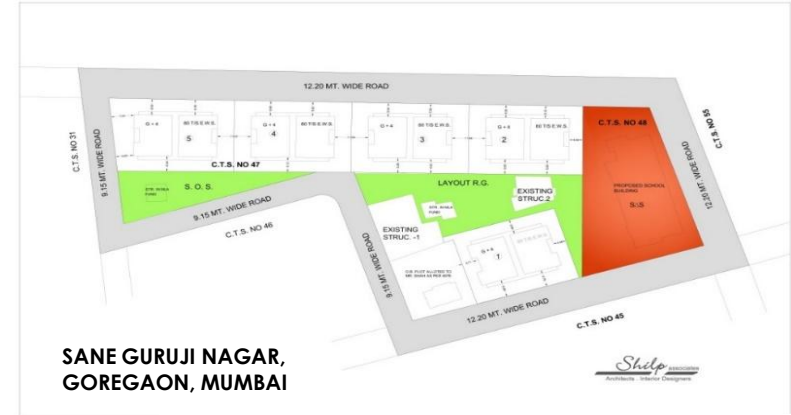 12.20 MT. WIDE ROAD
C.T.S. NO 31
9.15 MT. WIDE ROAD
G + 4
5
G + 4
4
3
G + 4
2
C.T.S. NO 47
C.T.S. NO 48
C.T.S. NO 55
12.20 MT. WIDE ROAD
PROPOSED SCHOOL
BUILDING
S. O. S.
LAYOUT R.G.
EXISTING
STRUC.2
9.15 MT. WIDE ROAD
C.T.S. NO 46
EXISTING
STRUC. -1
9.15 MT. WIDE ROAD
G + 4
12.20 MT. WIDE ROAD
C.T.S. NO 45
SANE GURUJI NAGAR,
GOREGAON, MUMBAI
Shilp ASSOCIATES
Architects . Interior Designers